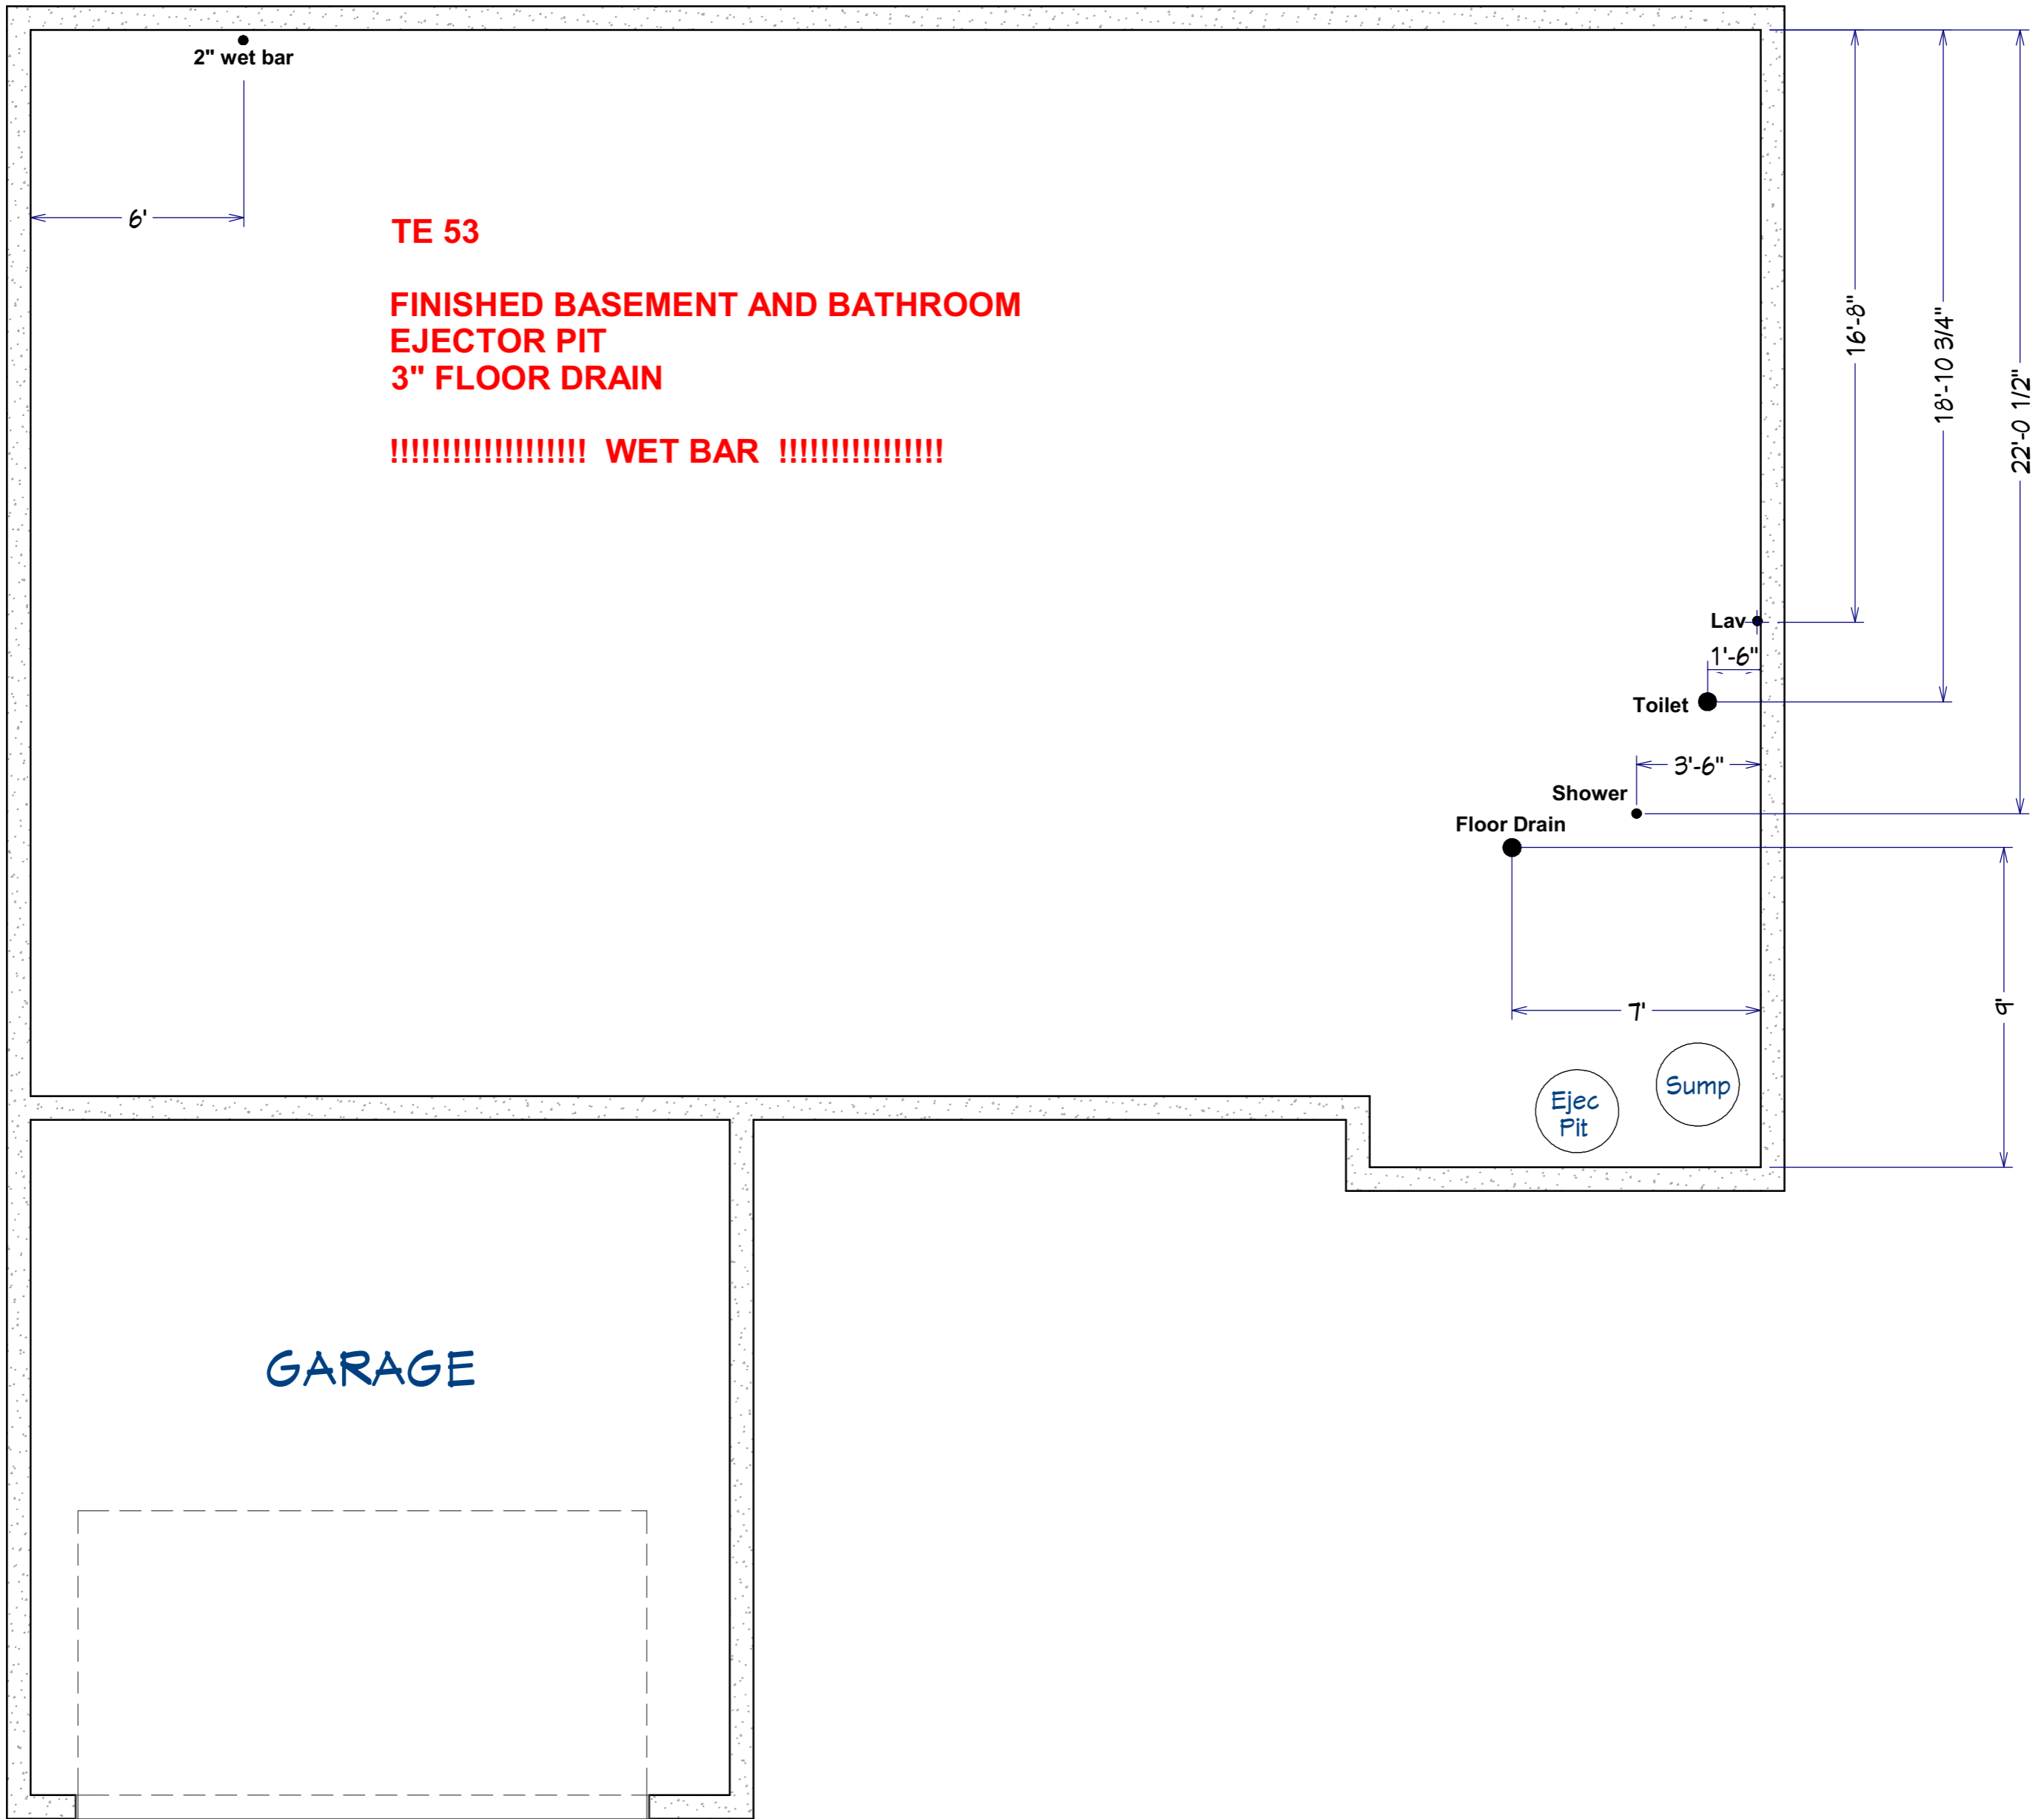 2" wet bar
6'
TE 53
FINISHED BASEMENT AND BATHROOM
EJECTOR PIT
3" FLOOR DRAIN
!!!!!!!!!!!!!!!!!!! WET BAR !!!!!!!!!!!!!!!!
16'-8"
18'-10 3/4"
22'-0 1/2"
Lav
1'-6"
Toilet
3'-6"
Shower
Floor Drain
7'
9'
Sump
Ejec
Pit
GARAGE